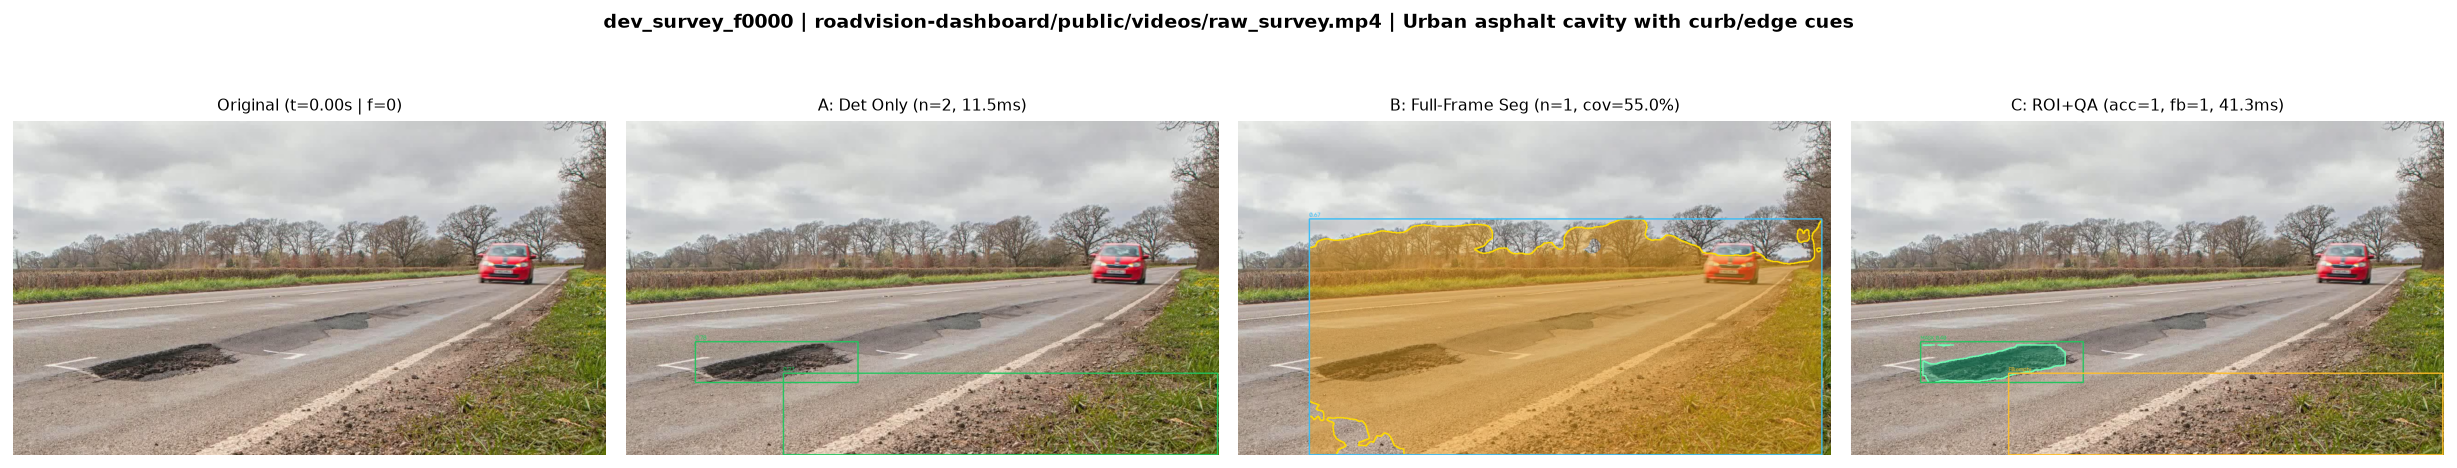 dev_survey_f0000 | roadvision-dashboard/public/videos/raw_survey.mp4 | Urban asphalt cavity with curb/edge cues
Original (t=0.00s | f=0)
A: Det Only (n=2, 11.5ms)
B: Full-Frame Seg (n=1, cov=55.0%)
C: ROI+QA (acc=1, fb=1, 41.3ms)